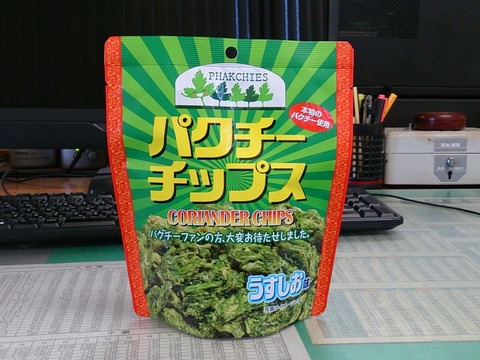 PHAKCHIES
本物の
パクチー使用
パクチー
チップス
CORIANDER CHIPS
パクチーファンの方、大変お待たせしました。
うすしお味
SEAL BOX